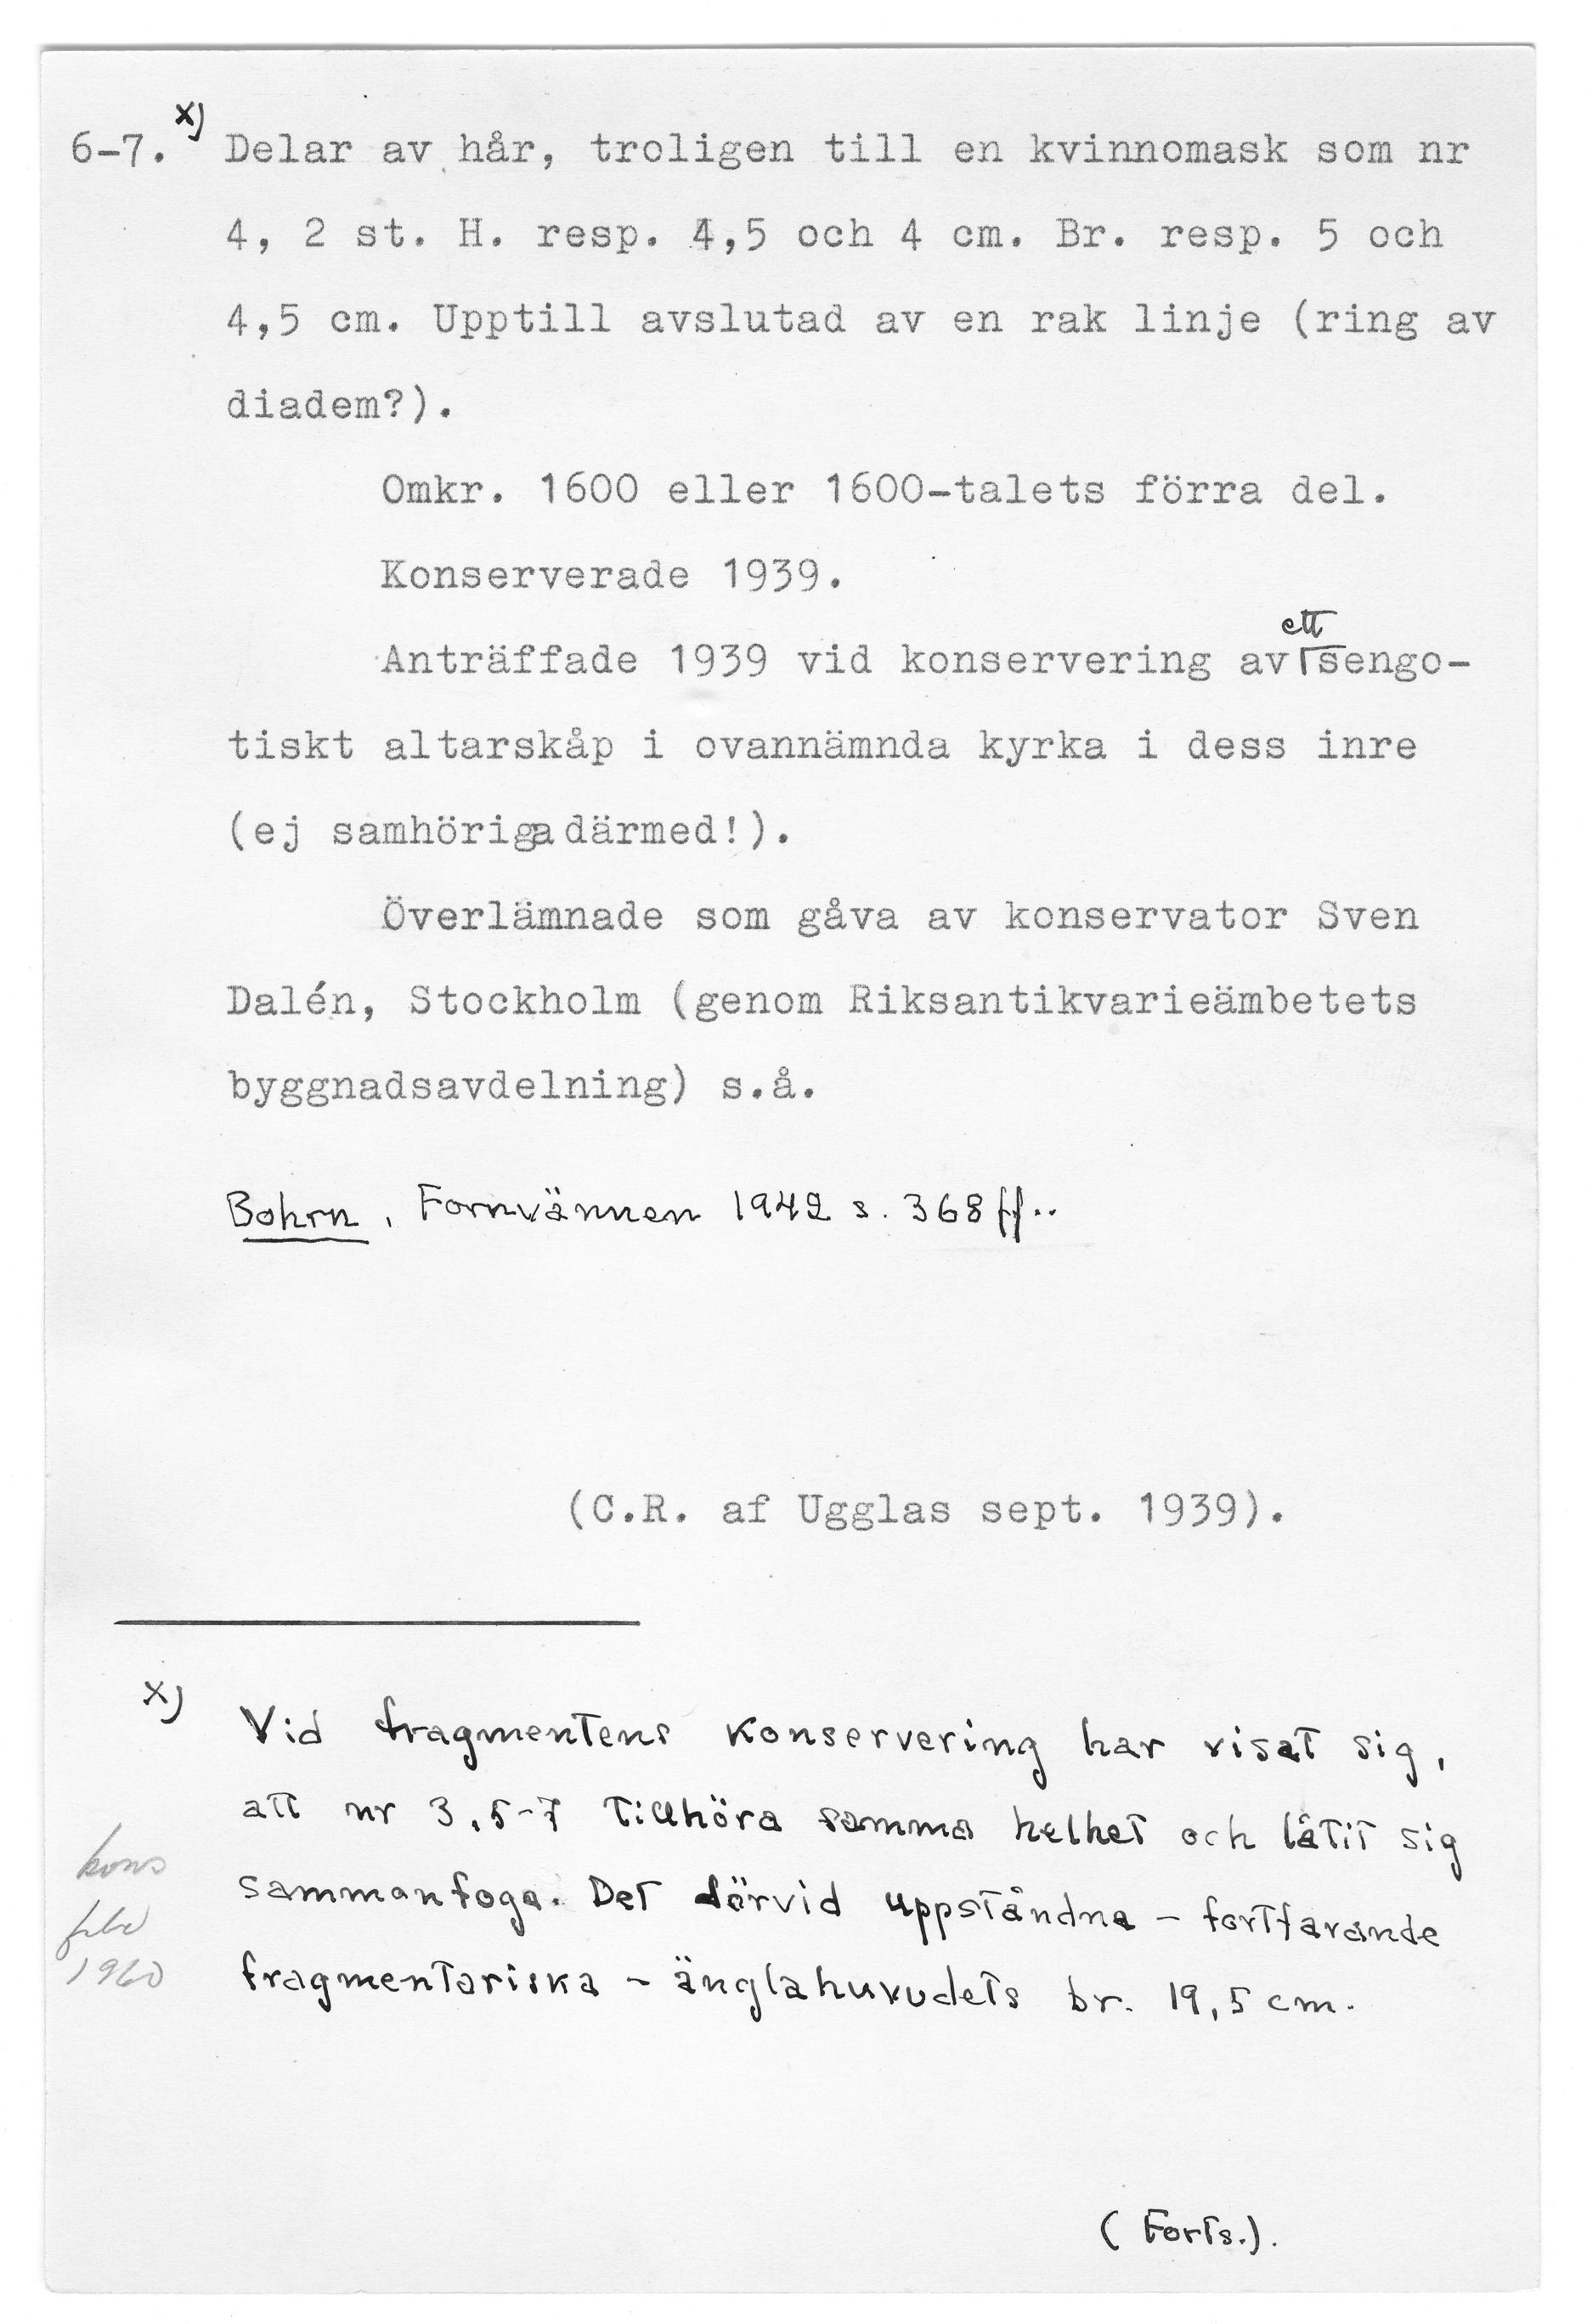 6-7. x) Delar av hår, troligen till en kvinnomask som nr
4, 2 st. H. resp. 4,5 och 4 cm. Br. resp. 5 och
4,5 cm. Upptill avslutad av en rak linje (ring av
diadem?).
Omkr. 1600 eller 1600-talets förra del.
Konserverade 1939.
Anträffade 1939 vid konservering av ett sengo-
tiskt altarskåp i ovannämnda kyrka i dess inre
(ej samhöriga därmed!).
Överlämnade som gåva av konservator Sven
Dalén, Stockholm (genom Riksantikvarieämbetets
byggnadsavdelning) s.å.
Bohrn, Fornvännen 1942 s. 368 ff..
(C.R. af Ugglas sept. 1939).
x) Vid fragmentens konservering har visat sig,
att nr 3, 5-7 tillhöra samma helhet och låtit sig
sammanfoga. Det därvid uppståndna - fortfarande
fragmentariska - änglahuvudets br. 19,5 cm.
kons
febr
1960
(Forts.).